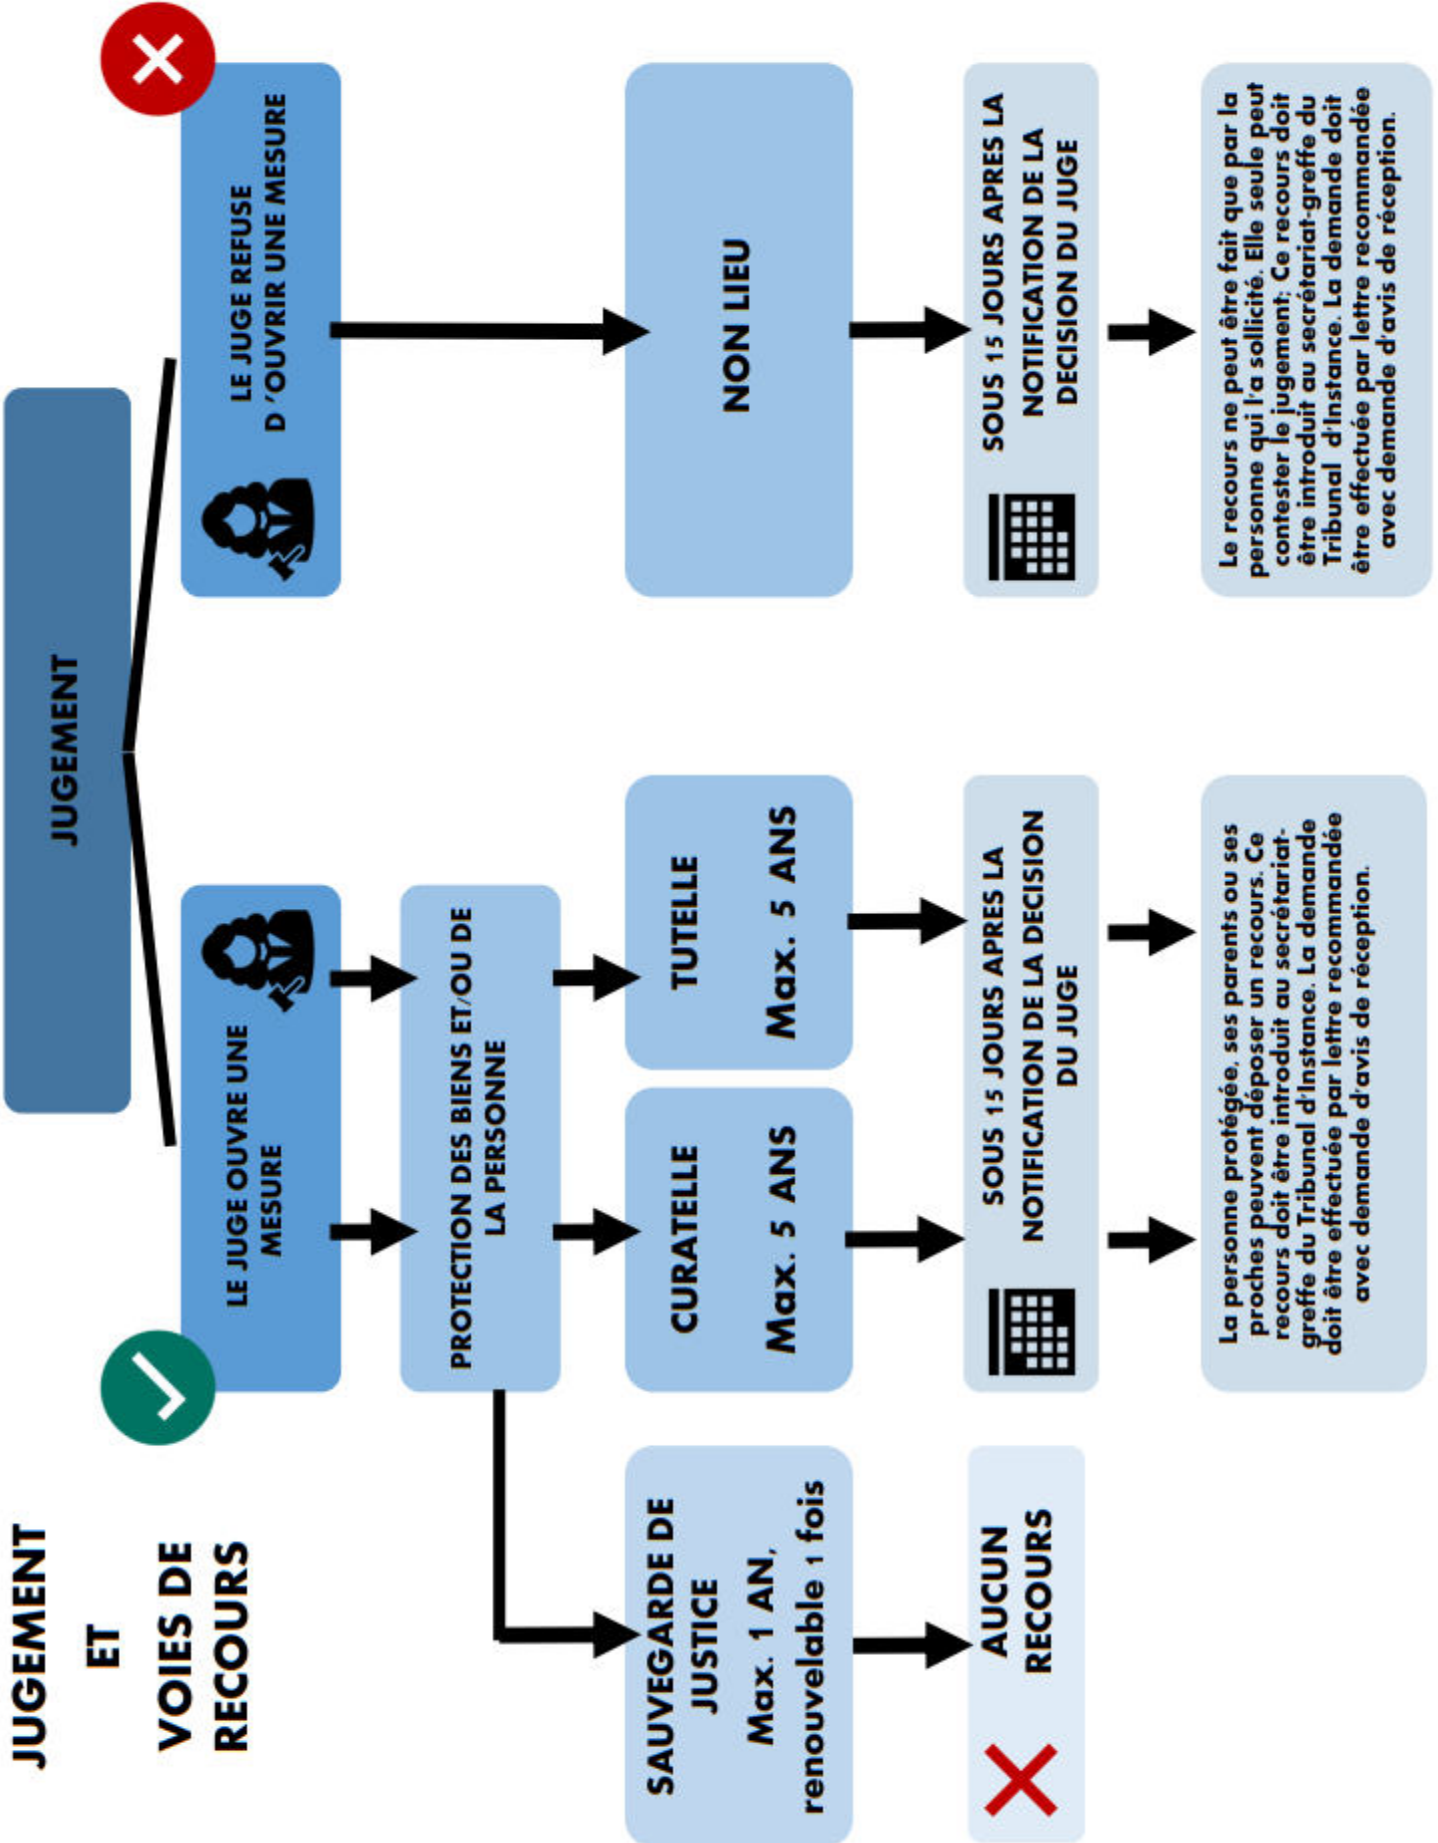 JUGEMENT
ET
VOIES DE
RECOURS
JUGEMENT
LE JUGE OUVRE UNE
MESURE
LE JUGE REFUSE
D 'OUVRIR UNE MESURE
PROTECTION DES BIENS ET/OU DE
LA PERSONNE
SAUVEGARDE DE
JUSTICE
Max. 1 AN,
renouvelable 1 fois
CURATELLE
Max. 5 ANS
TUTELLE
Max. 5 ANS
NON LIEU
AUCUN
RECOURS
SOUS 15 JOURS APRES LA
NOTIFICATION DE LA DECISION
DU JUGE
SOUS 15 JOURS APRES LA
NOTIFICATION DE LA
DECISION DU JUGE
La personne protégée, ses parents ou ses
proches peuvent déposer un recours. Ce
recours doit être introduit au secrétariat-
greffe du Tribunal d'Instance. La demande
doit être effectuée par lettre recommandée
avec demande d'avis de réception.
Le recours ne peut être fait que par la
personne qui l'a sollicité. Elle seule peut
contester le jugement; Ce recours doit
être introduit au secrétariat-greffe du
Tribunal d'Instance. La demande doit
être effectuée par lettre recommandée
avec demande d'avis de réception.